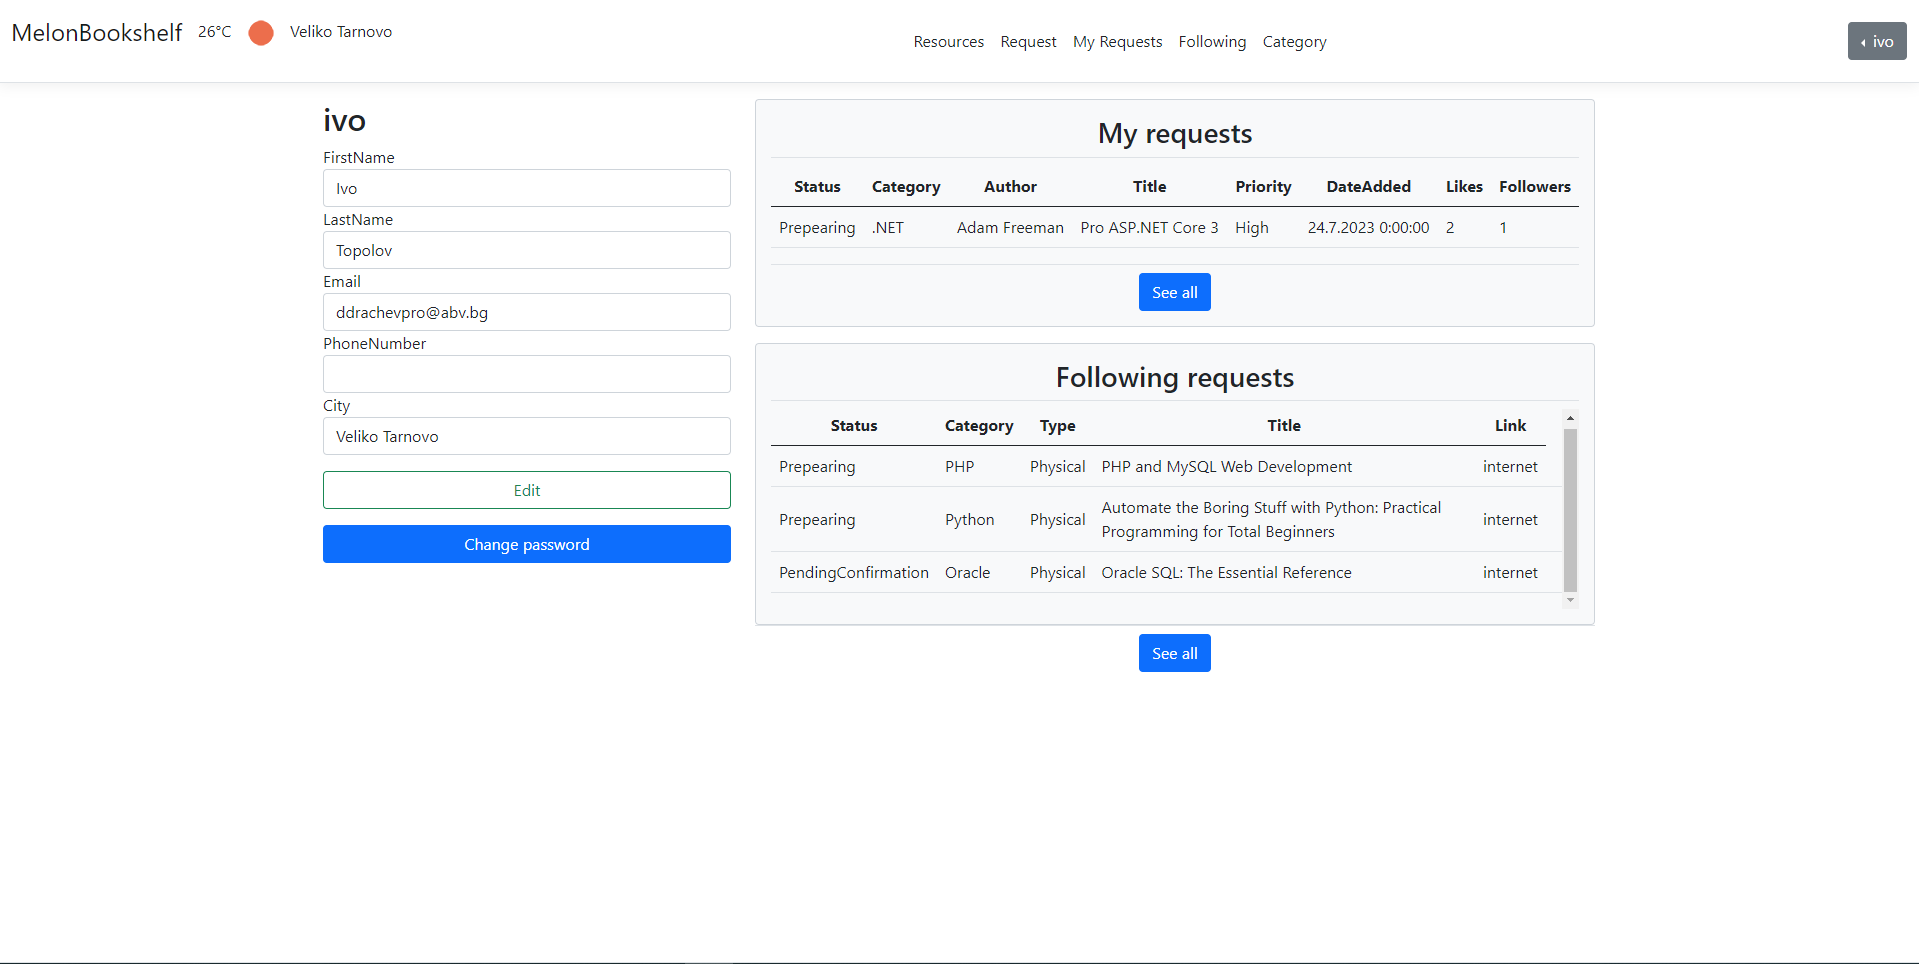 MelonBookshelf 26°C Veliko Tarnovo Resources Request My Requests Following Category ivo
ivo
FirstName
Ivo
LastName
Topolov
Email
ddrachevpro@abv.bg
PhoneNumber
City
Veliko Tarnovo
Edit
Change password
My requests
Status Category Author Title Priority DateAdded Likes Followers
Prepearing .NET Adam Freeman Pro ASP.NET Core 3 High 24.7.2023 0:00:00 2 1
See all
Following requests
Status Category Type Title Link
Prepearing PHP Physical PHP and MySQL Web Development internet
Prepearing Python Physical Automate the Boring Stuff with Python: Practical
Programming for Total Beginners internet
PendingConfirmation Oracle Physical Oracle SQL: The Essential Reference internet
See all